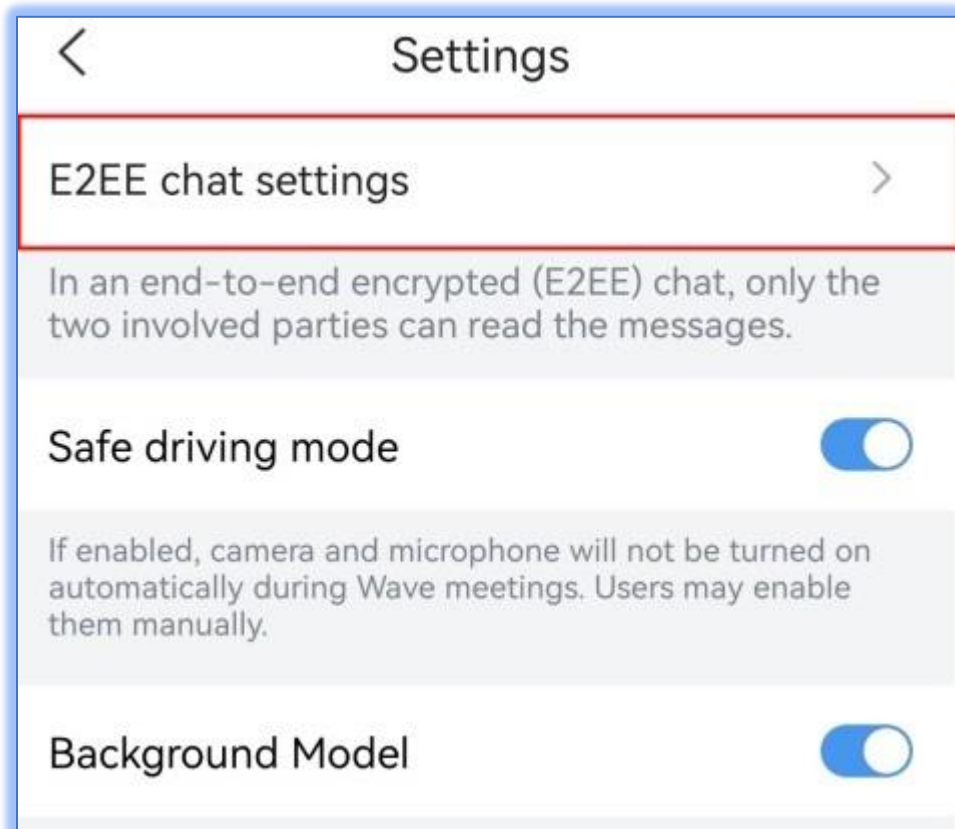 Settings
E2EE chat settings
In an end-to-end encrypted (E2EE) chat, only the
two involved parties can read the messages.
Safe driving mode
If enabled, camera and microphone will not be turned on
automatically during Wave meetings. Users may enable
them manually.
Background Model